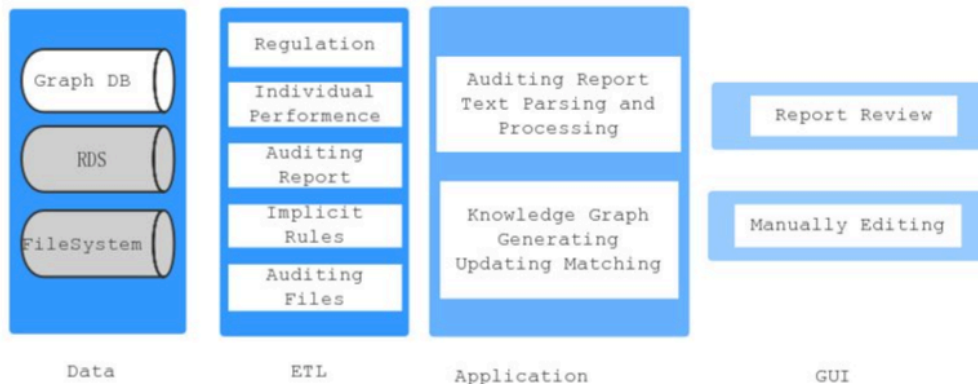 Graph DB
RDS
FileSystem
Data
Regulation
Individual
Performence
Auditing
Report
Implicit
Rules
Auditing
Files
ETL
Auditing Report
Text Parsing and
Processing
Knowledge Graph
Generating
Updating Matching
Application
Report Review
Manually Editing
GUI